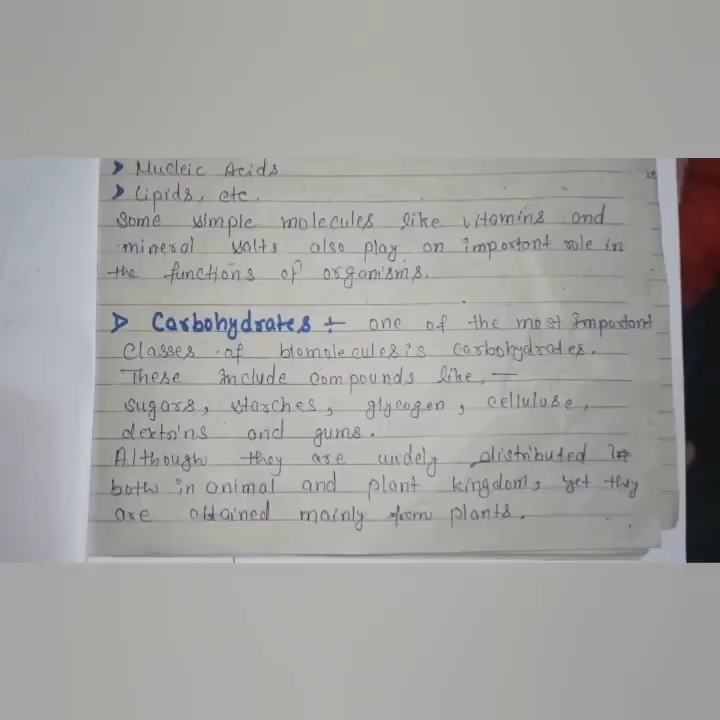 > Nucleic Acids
> Lipids, etc.
Some simple molecules like vitamins and
mineral salts also play an important role in
the functions of organisms.
> Carbohydrates ÷ one of the most important
Classes of biomolecules is carbohydrates.
These include compounds like, —
sugars, starches, glycogen, cellulose,
dextrins and gums.
Although they are widely distributed in
both in animal and plant kingdom, yet they
are obtained mainly from plants.